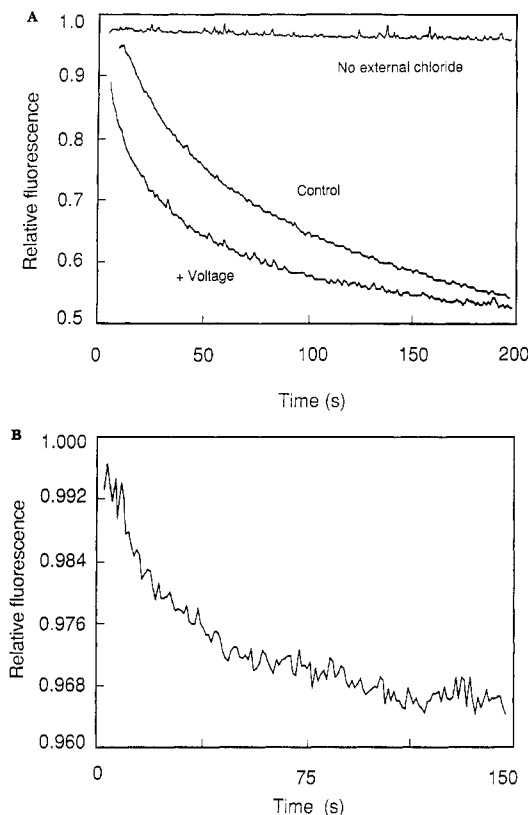 A
1.0
0.9
0.8
0.7
0.6
0.5
Relative fluorescence
No external chloride
Control
+ Voltage
0 50 100 150 200
Time (s)
B
1.000
0.992
0.984
0.976
0.968
0.960
Relative fluorescence
0 75 150
Time (s)